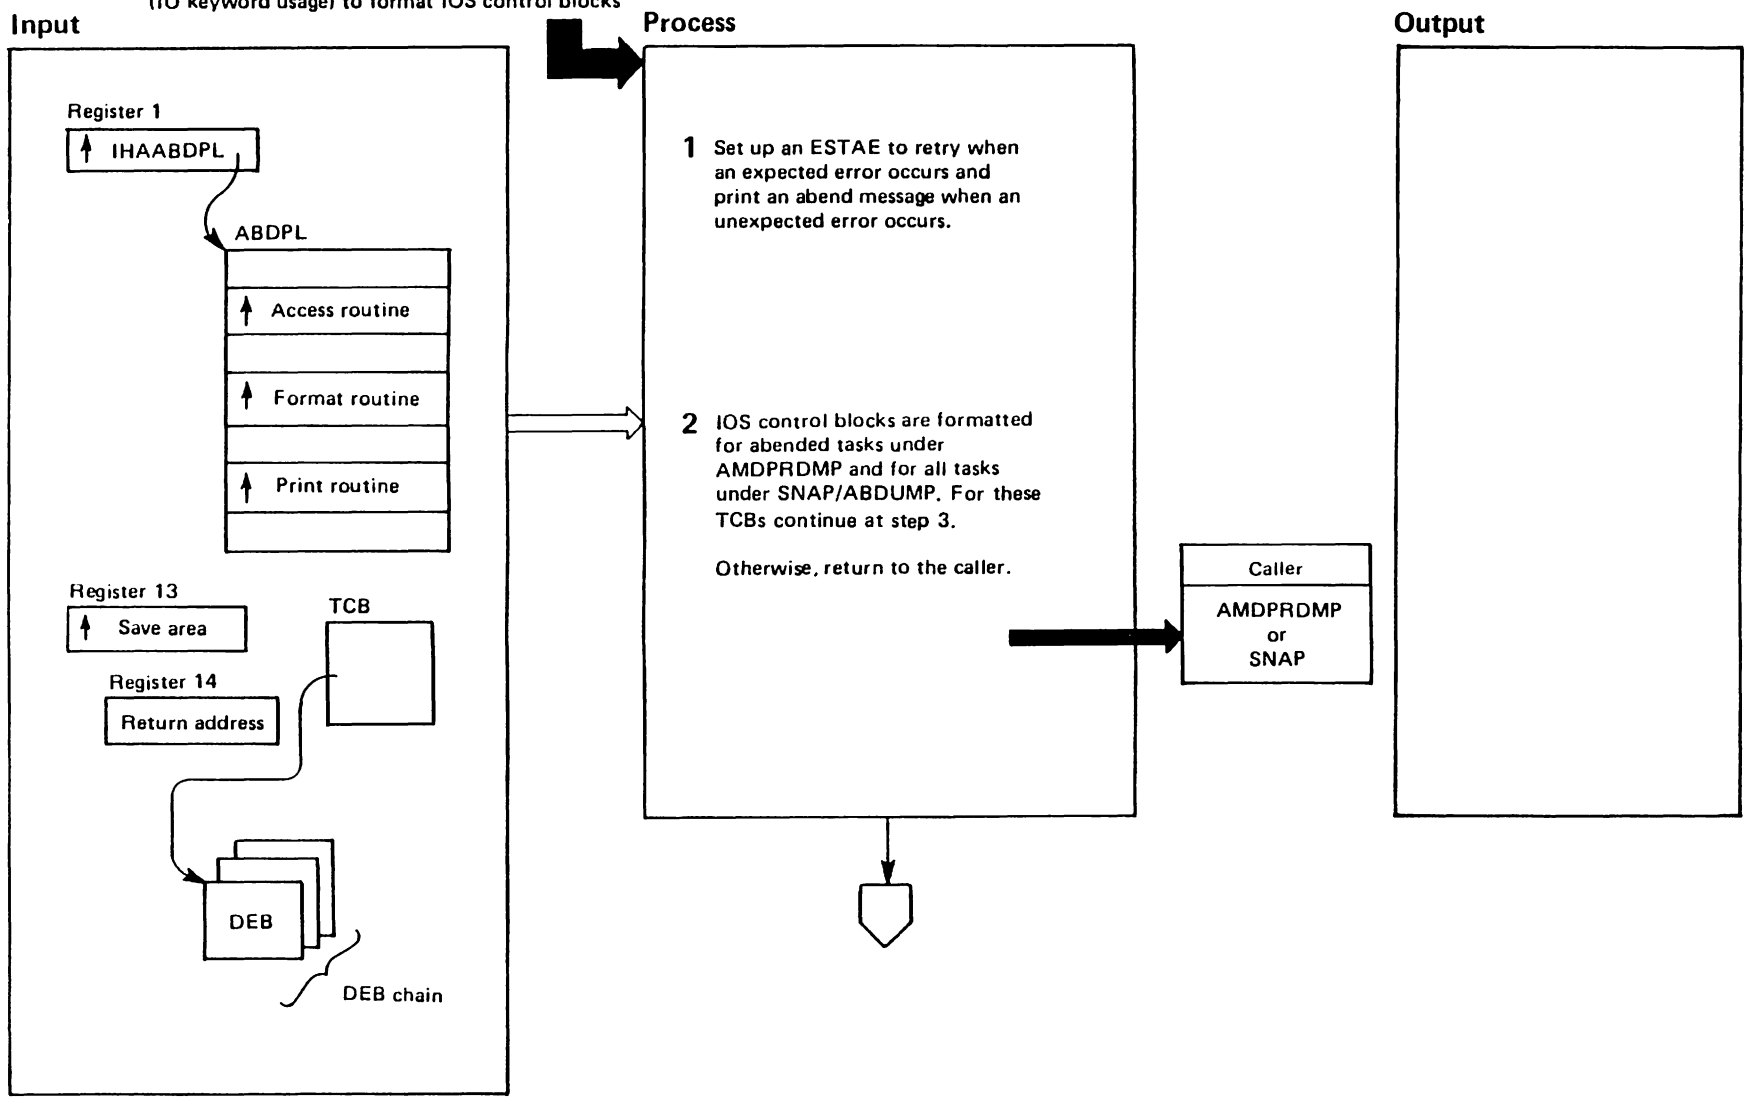 (IO keyword usage) to format IOS control blocks
Input
Process
Output
Register 1
IHAABDPL
ABDPL
Access routine
Format routine
Print routine
Register 13
Save area
TCB
Register 14
Return address
DEB
DEB chain
1 Set up an ESTAE to retry when
an expected error occurs and
print an abend message when an
unexpected error occurs.
2 IOS control blocks are formatted
for abended tasks under
AMDPRDMP and for all tasks
under SNAP/ABDUMP. For these
TCBs continue at step 3.
Otherwise, return to the caller.
Caller
AMDPRDMP
or
SNAP